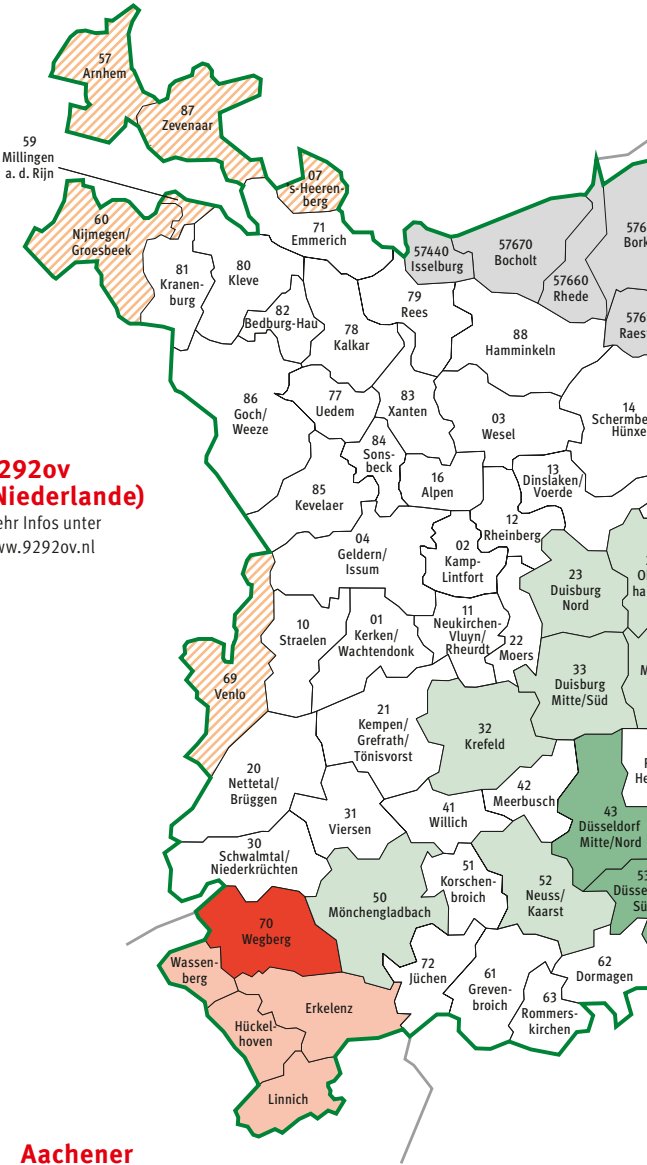 57
Arnhem
87
Zevenaar
59
Millingen
a. d. Rijn
07
s-Heeren-
berg
60
Nijmegen/
Groesbeek
71
Emmerich
57440
Isselburg
57670
Bocholt
57660
Rhede
81
Kranen-
burg
80
Kleve
82
Bedburg-Hau
79
Rees
78
Kalkar
88
Hamminkeln
86
Goch/
Weeze
77
Uedem
83
Xanten
03
Wesel
14
84
Sons-
beck
16
Alpen
13
Dinslaken/
Voerde
85
Kevelaer
12
Rheinberg
04
Geldern/
Issum
02
Kamp-
Lintfort
23
Duisburg
Nord
10
Straelen
01
Kerken/
Wachtendonk
11
Neukirchen-
Vluyn/
Rheurdt
22
Moers
69
Venlo
33
Duisburg
Mitte/Süd
21
Kempen/
Grefrath/
Tönisvorst
32
Krefeld
20
Nettetal/
Brüggen
31
Viersen
41
Willich
42
Meerbusch
43
Düsseldorf
Mitte/Nord
30
Schwalmtal/
Niederkrüchten
50
Mönchengladbach
51
Korschen-
broich
52
Neuss/
Kaarst
70
Wegberg
72
Jüchen
61
Greven-
broich
62
Dormagen
63
Rommers-
kirchen
Wassen-
berg
Erkelenz
Hückel-
hoven
Linnich
292ov
Niederlande)
ehr Infos unter
ww.9292ov.nl
Aachener